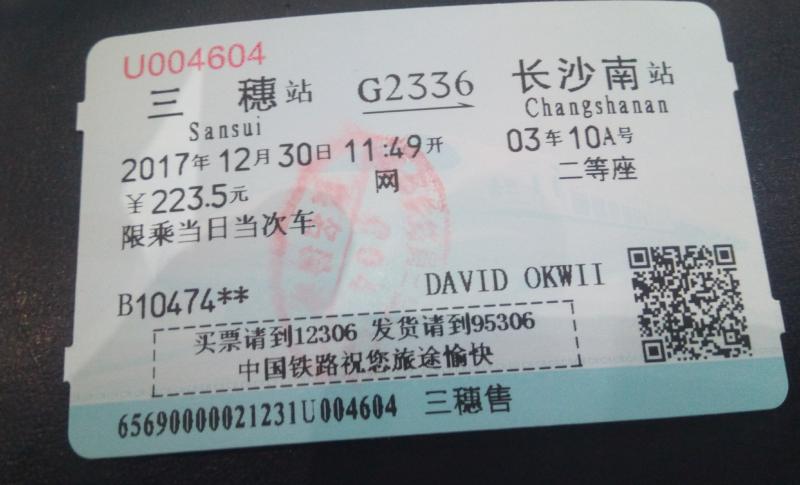 U004604
三 穗站 G2336 长沙南站
Sansui Changshanan
2017年12月30日 11:49开 03车10A号
￥223.5元 网 二等座
限乘当日当次车
B10474** DAVID OKWII
买票请到12306 发货请到95306
中国铁路祝您旅途愉快
65690000021231U004604 三穗售